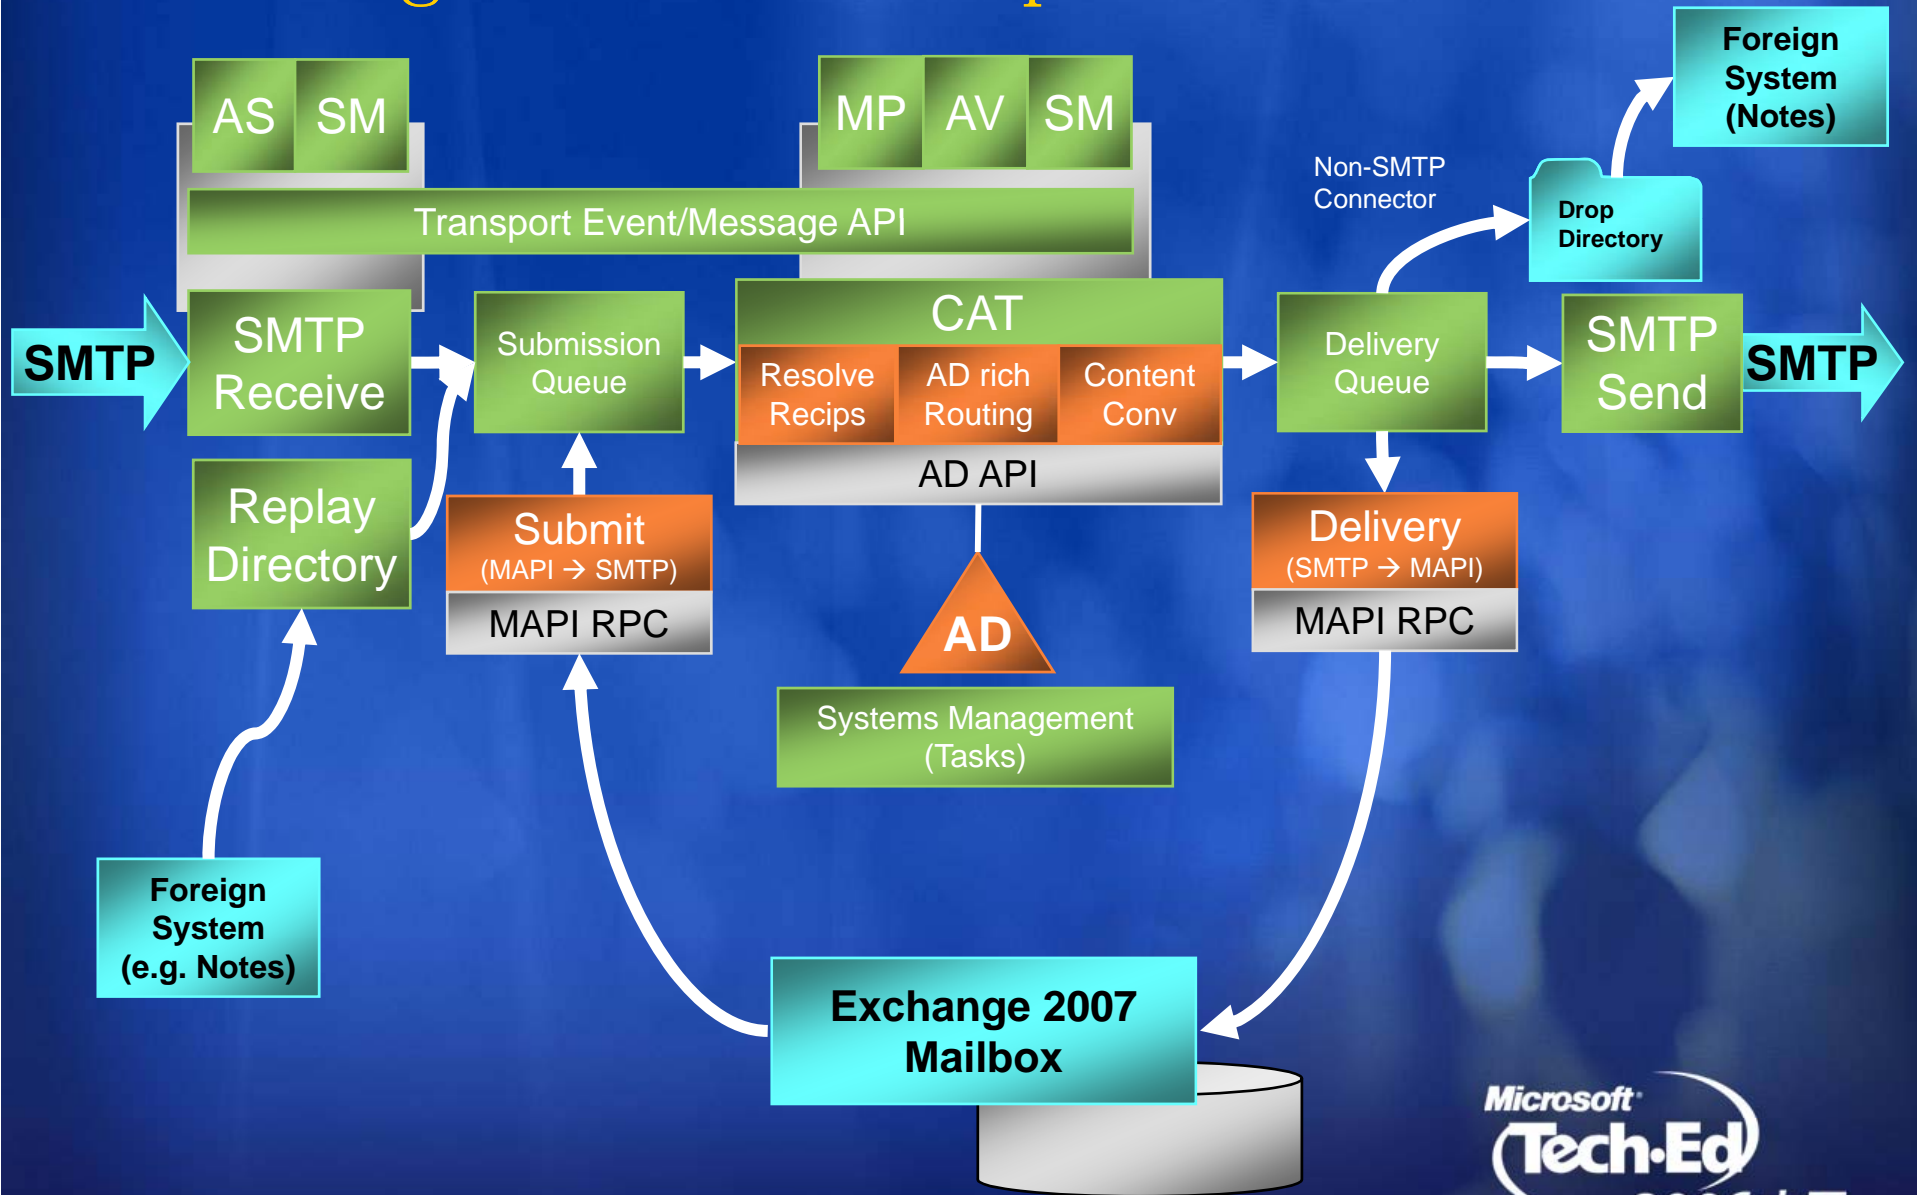 Foreign
System
(Notes)
AS
SM
MP
AV
SM
Non-SMTP
Connector
Drop
Directory
Transport Event/Message API
SMTP
SMTP
Receive
Submission
Queue
CAT
Resolve
Recips
AD rich
Routing
Content
Conv
AD API
Delivery
Queue
SMTP
Send
SMTP
Replay
Directory
Submit
(MAPI → SMTP)
MAPI RPC
AD
Delivery
(SMTP → MAPI)
MAPI RPC
Systems Management
(Tasks)
Foreign
System
(e.g. Notes)
Exchange 2007
Mailbox
Microsoft
Tech·Ed